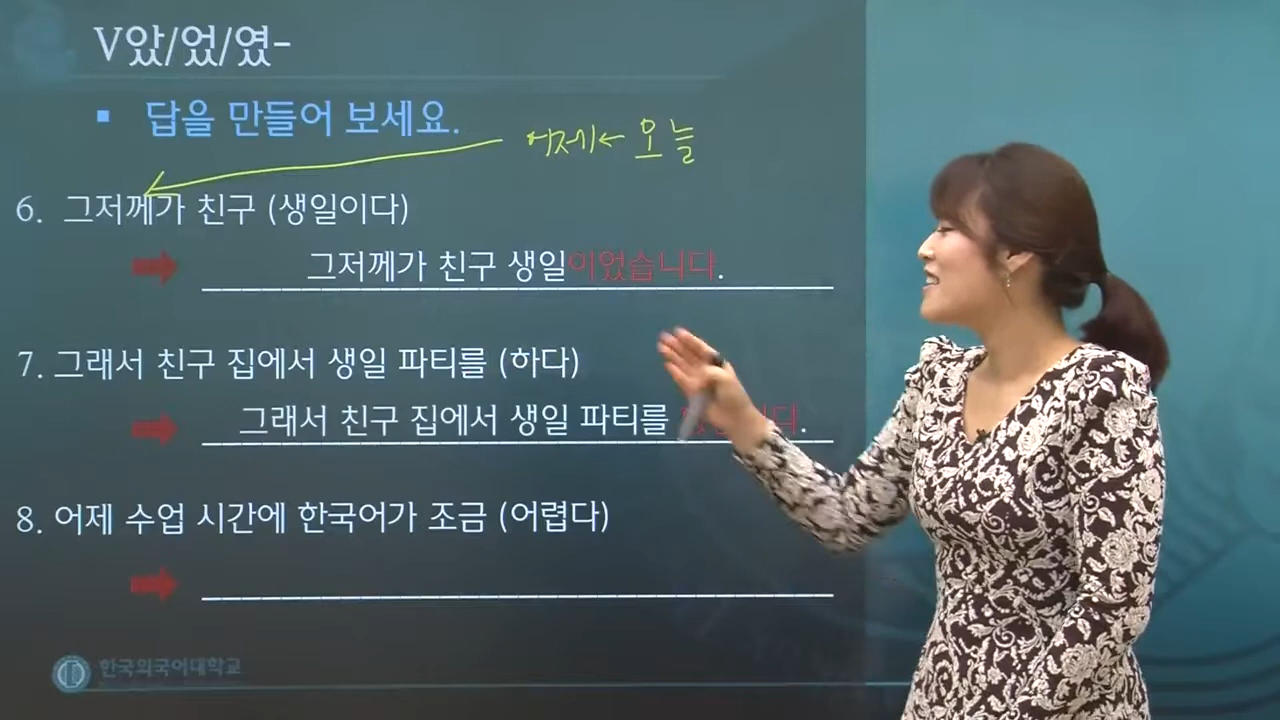 V았/었/였-
▪ 답을 만들어 보세요.
어제← 오늘
6. 그저께가 친구 (생일이다)
그저께가 친구 생일이었습니다.
7. 그래서 친구 집에서 생일 파티를 (하다)
그래서 친구 집에서 생일 파티를
8. 어제 수업 시간에 한국어가 조금 (어렵다)
한국외국어대학교